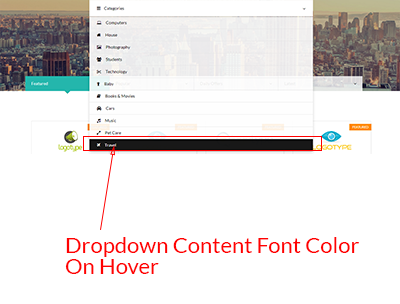 Categories
Computers
House
Photography
Students
Technology
Baby
Featured
Books & Movies
Cars
Music
Pet Care
FEATURED
logotype
LOGOTYPE
Travel
Dropdown Content Font Color
On Hover